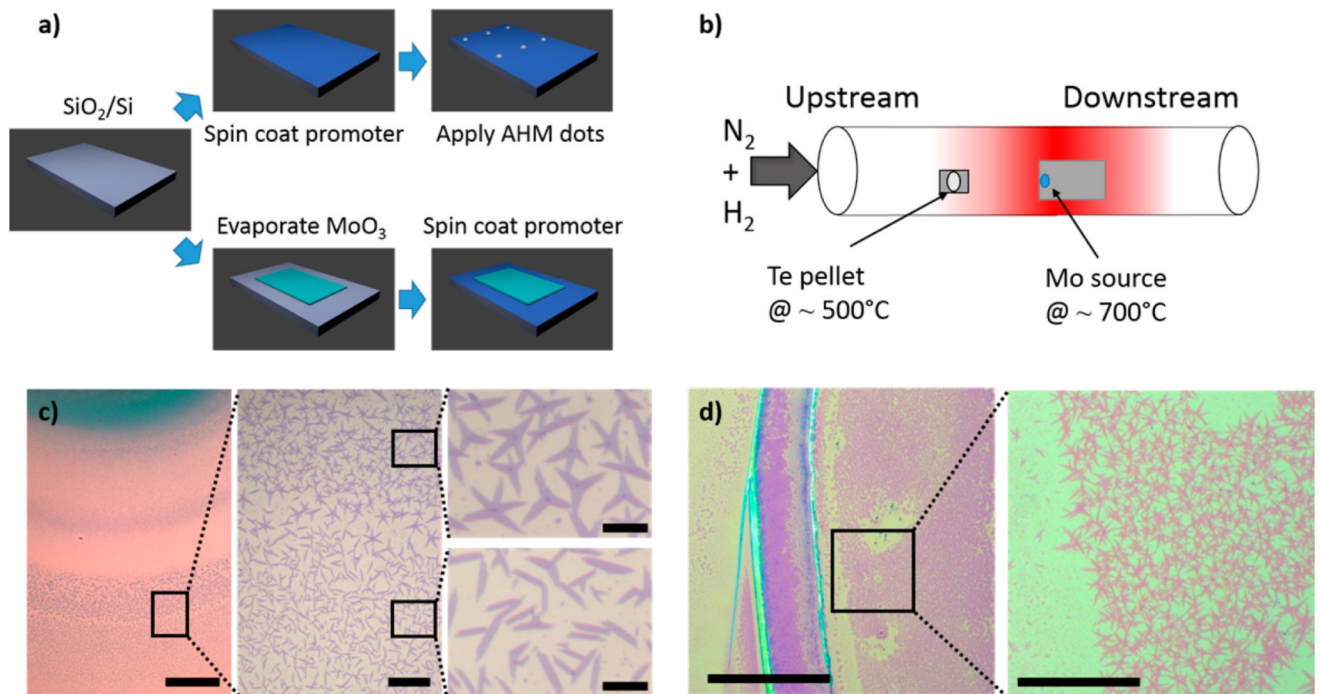 a)
SiO₂/Si
Spin coat promoter
Apply AHM dots
Evaporate MoO₃
Spin coat promoter
b)
Upstream
Downstream
N₂
+
H₂
Te pellet
@ ~ 500°C
Mo source
@ ~ 700°C
c)
d)